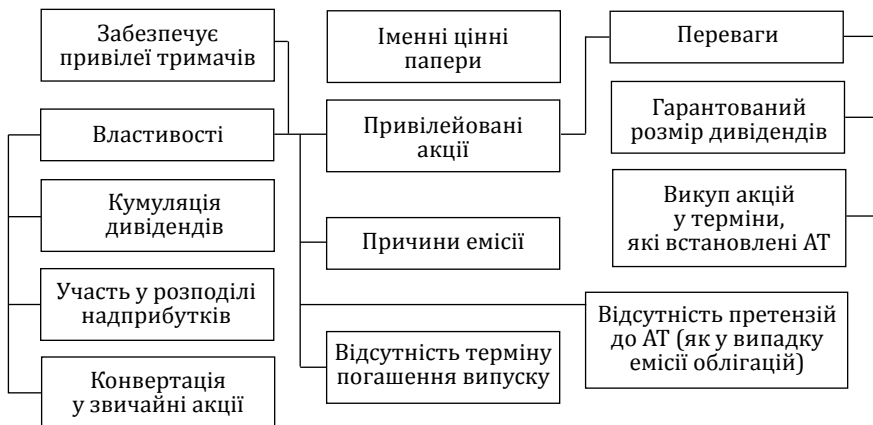 Забезпечує
привілеї тримачів
Іменні цінні
папери
Переваги
Властивості
Привілейовані
акції
Гарантований
розмір дивідендів
Кумуляція
дивідендів
Причини емісії
Викуп акцій
у терміни,
які встановлені АТ
Участь у розподілі
надприбутків
Відсутність терміну
погашення випуску
Відсутність претензій
до АТ (як у випадку
емісії облігацій)
Конвертація
у звичайні акції